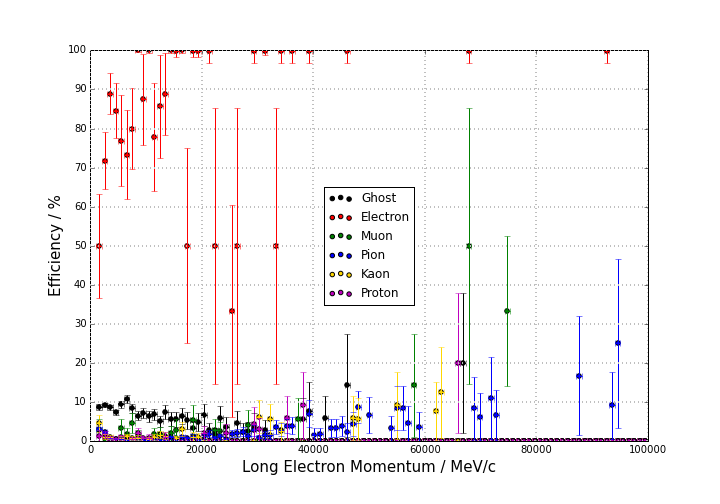 100
90
80
70
60
50
40
30
20
10
0
Efficiency / %
Ghost
Electron
Muon
Pion
Kaon
Proton
0 20000 40000 60000 80000 100000
Long Electron Momentum / MeV/c